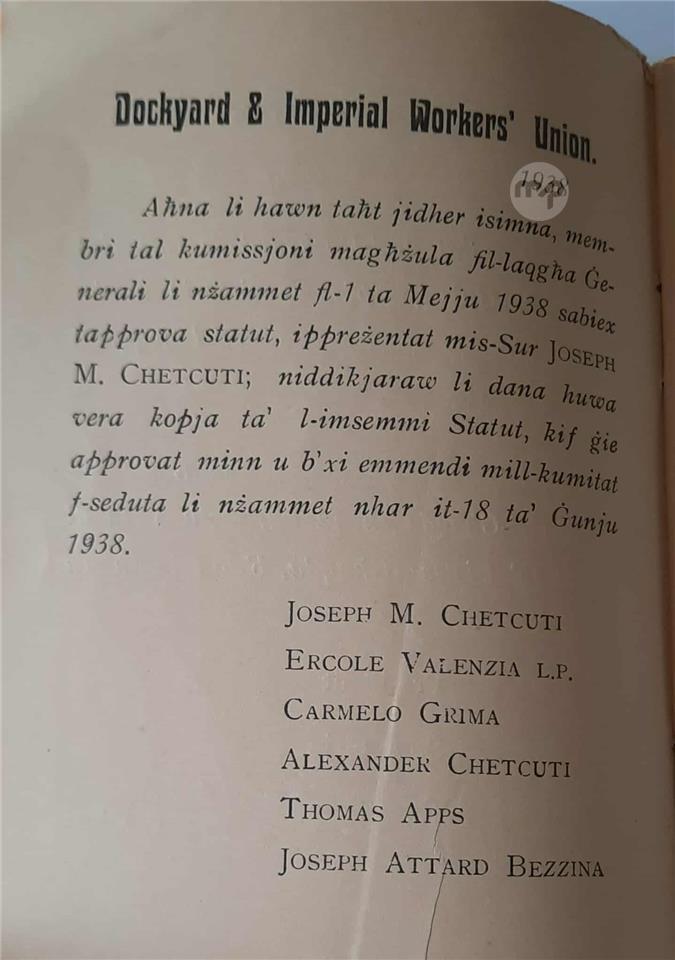 Dockyard & Imperial Workers' Union.
1938
Aħna li hawn taħt jidher isimna, mem-
bri tal kumissjoni magħżula fil-laqgħa Ġe-
nerali li nżammet fl-1 ta Mejju 1938 sabiex
tapprova statut, ippreżentat mis-Sur JOSEPH
M. CHETCUTI; niddikjaraw li dana huwa
vera kopja ta' l-imsemmi Statut, kif ġie
approvat minn u b'xi emmendi mill-kumitat
f-seduta li nżammet nhar it-18 ta' Ġunju
1938.
JOSEPH M. CHETCUTI
ERCOLE VALENZIA L.P.
CARMELO GRIMA
ALEXANDER CHETCUTI
THOMAS APPS
JOSEPH ATTARD BEZZINA